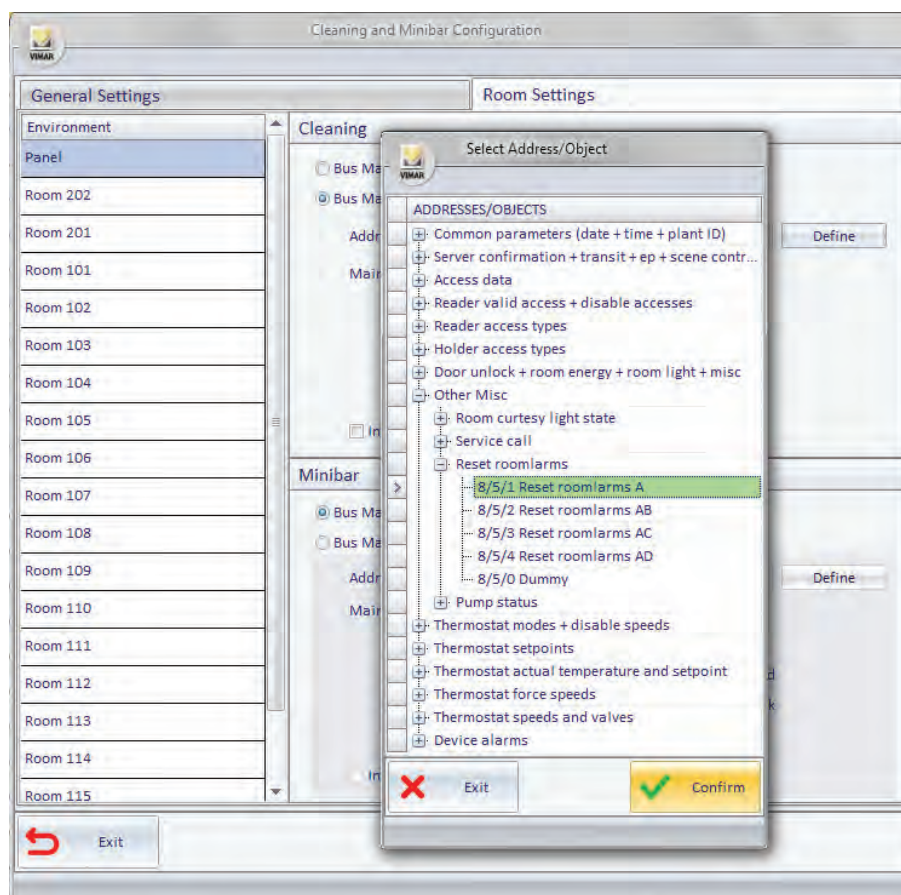 Cleaning and Minibar Configuration
VIMAR
General Settings
Room Settings
Environment
Panel
Room 202
Room 201
Room 101
Room 102
Room 103
Room 104
Room 105
Room 106
Room 107
Room 108
Room 109
Room 110
Room 111
Room 112
Room 113
Room 114
Room 115
Cleaning
Bus Ma
Bus Ma
Addr
Main
In
Define
Minibar
Bus Ma
Bus Ma
Addr
Main
In
Define
d
k
Select Address/Object
VIMAR
ADDRESSES/OBJECTS
Common parameters (date + time + plant ID)
Server confirmation + transit + ep + scene contr...
Access data
Reader valid access + disable accesses
Reader access types
Holder access types
Door unlock + room energy + room light + misc
Other Misc
Room curtesy light state
Service call
Reset roomlarms
8/5/1 Reset roomlarms A
8/5/2 Reset roomlarms AB
8/5/3 Reset roomlarms AC
8/5/4 Reset roomlarms AD
8/5/0 Dummy
Pump status
Thermostat modes + disable speeds
Thermostat setpoints
Thermostat actual temperature and setpoint
Thermostat force speeds
Thermostat speeds and valves
Device alarms
Exit
Confirm
Exit